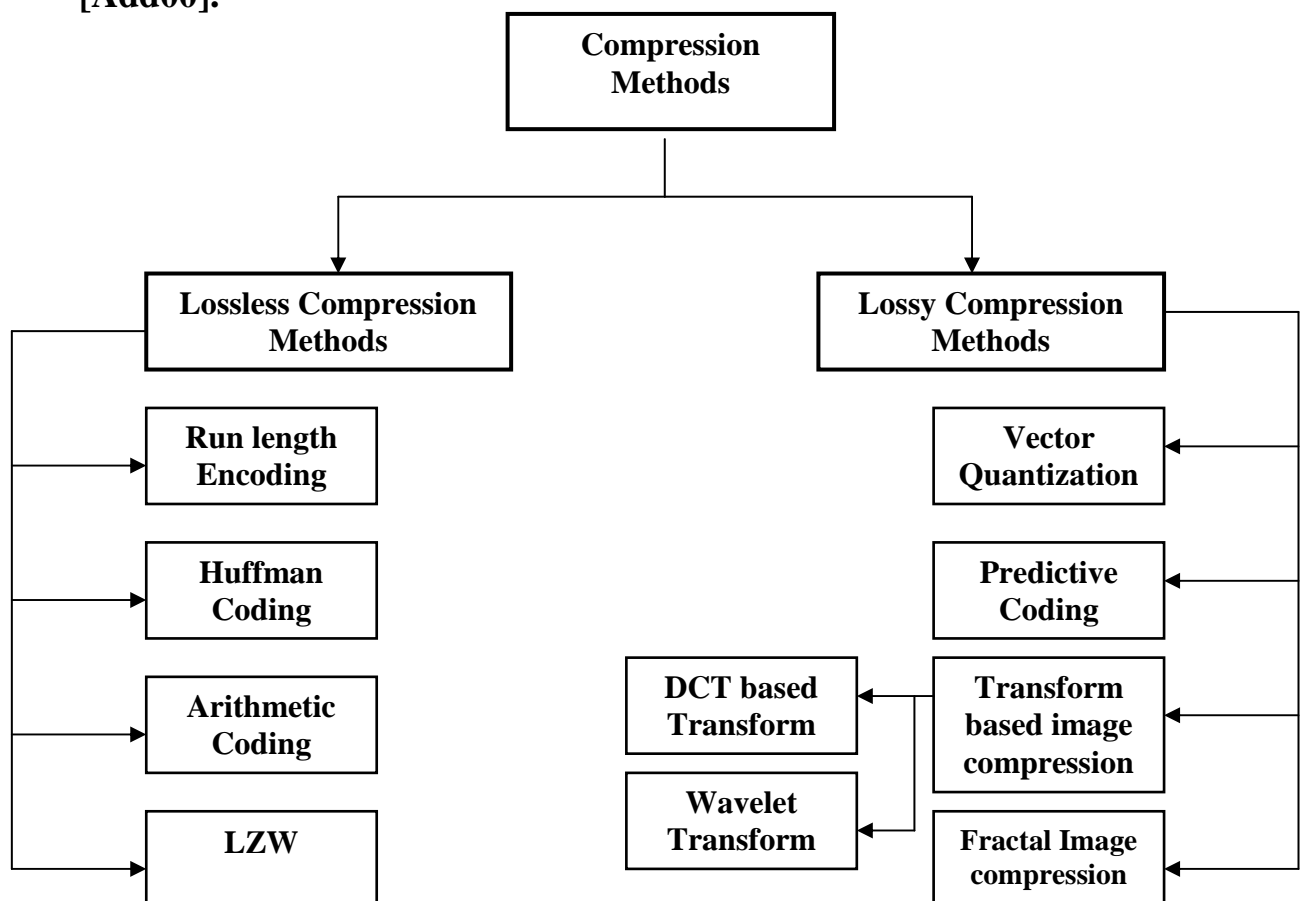 [Add00].
Compression
Methods
Lossless Compression
Methods
Lossy Compression
Methods
Run length
Encoding
Vector
Quantization
Huffman
Coding
Predictive
Coding
Arithmetic
Coding
DCT based
Transform
Transform
based image
compression
Wavelet
Transform
LZW
Fractal Image
compression